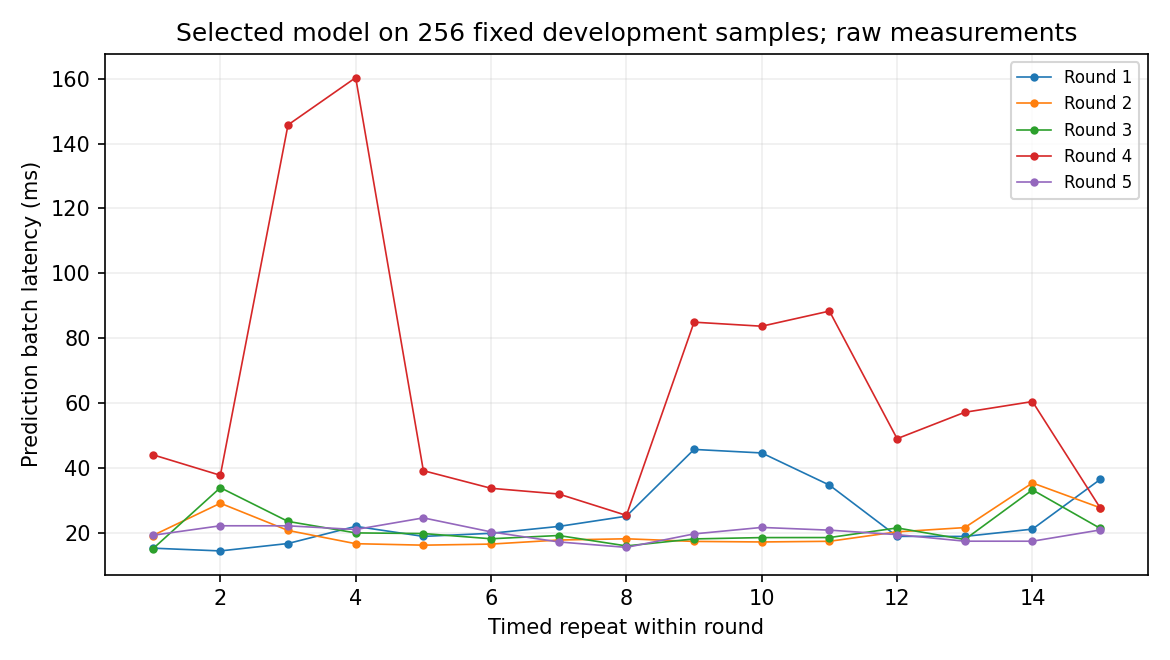 Selected model on 256 fixed development samples; raw measurements
Prediction batch latency (ms)
160
140
120
100
80
60
40
20
Round 1
Round 2
Round 3
Round 4
Round 5
2 4 6 8 10 12 14
Timed repeat within round